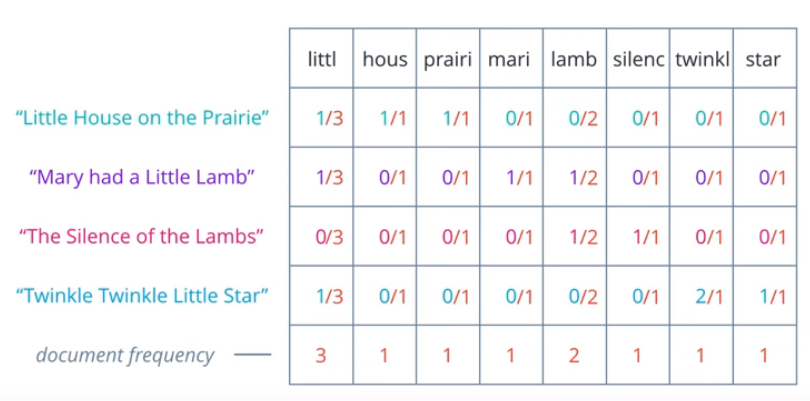 littl hous prairi mari lamb silenc twinkl star
“Little House on the Prairie” 1/3 1/1 1/1 0/1 0/2 0/1 0/1 0/1
“Mary had a Little Lamb” 1/3 0/1 0/1 1/1 1/2 0/1 0/1 0/1
“The Silence of the Lambs” 0/3 0/1 0/1 0/1 1/2 1/1 0/1 0/1
“Twinkle Twinkle Little Star” 1/3 0/1 0/1 0/1 0/2 0/1 2/1 1/1
document frequency 3 1 1 1 2 1 1 1